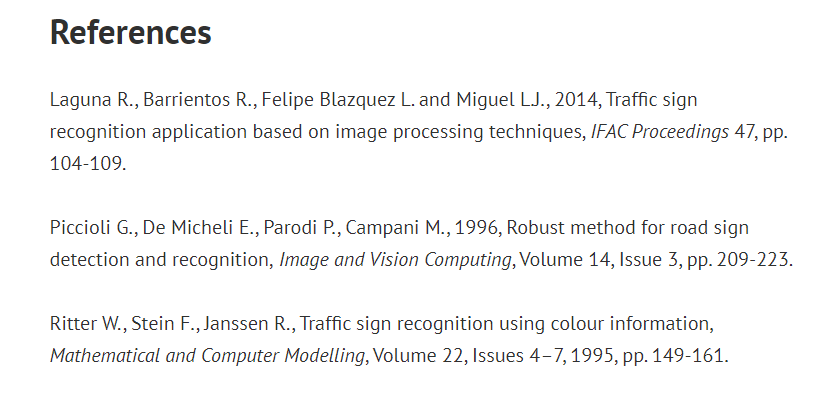 References
Laguna R., Barrientos R., Felipe Blazquez L. and Miguel L.J., 2014, Traffic sign
recognition application based on image processing techniques, IFAC Proceedings 47, pp.
104-109.
Piccioli G., De Micheli E., Parodi P., Campani M., 1996, Robust method for road sign
detection and recognition, Image and Vision Computing, Volume 14, Issue 3, pp. 209-223.
Ritter W., Stein F., Janssen R., Traffic sign recognition using colour information,
Mathematical and Computer Modelling, Volume 22, Issues 4–7, 1995, pp. 149-161.